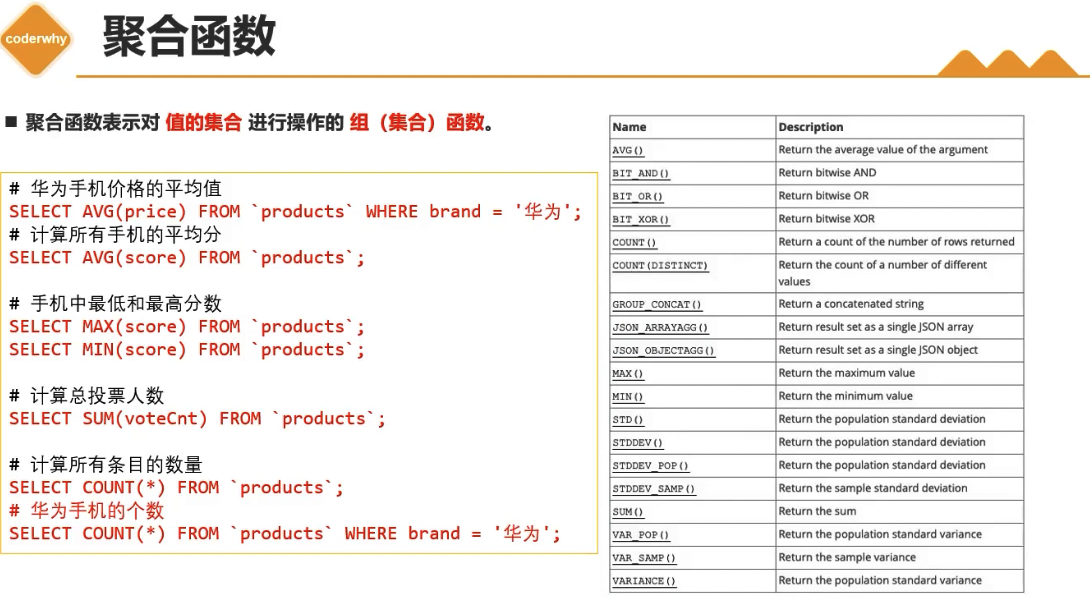 coderwhy
聚合函数
■ 聚合函数表示对 值的集合 进行操作的 组（集合）函数。
# 华为手机价格的平均值
SELECT AVG(price) FROM `products` WHERE brand = '华为';
# 计算所有手机的平均分
SELECT AVG(score) FROM `products`;
# 手机中最低和最高分数
SELECT MAX(score) FROM `products`;
SELECT MIN(score) FROM `products`;
# 计算总投票人数
SELECT SUM(voteCnt) FROM `products`;
# 计算所有条目的数量
SELECT COUNT(*) FROM `products`;
# 华为手机的个数
SELECT COUNT(*) FROM `products` WHERE brand = '华为';
Name Description
AVG() Return the average value of the argument
BIT_AND() Return bitwise AND
BIT_OR() Return bitwise OR
BIT_XOR() Return bitwise XOR
COUNT() Return a count of the number of rows returned
COUNT(DISTINCT) Return the count of a number of different
values
GROUP_CONCAT() Return a concatenated string
JSON_ARRAYAGG() Return result set as a single JSON array
JSON_OBJECTAGG() Return result set as a single JSON object
MAX() Return the maximum value
MIN() Return the minimum value
STD() Return the population standard deviation
STDDEV() Return the population standard deviation
STDDEV_POP() Return the population standard deviation
STDDEV_SAMP() Return the sample standard deviation
SUM() Return the sum
VAR_POP() Return the population standard variance
VAR_SAMP() Return the sample variance
VARIANCE() Return the population standard variance